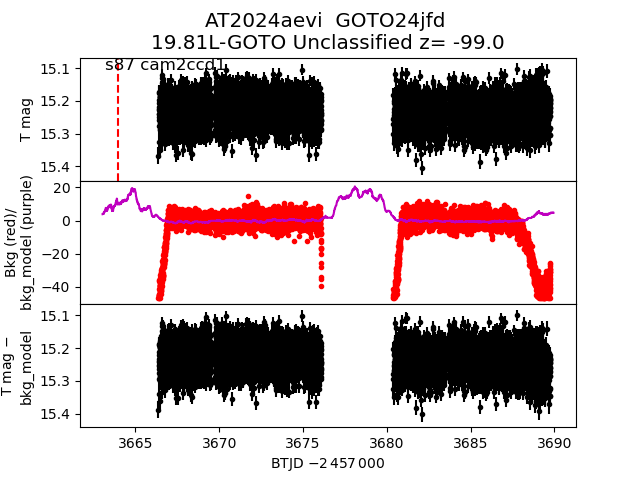 AT2024aevi  GOTO24jfd
19.81L-GOTO Unclassified z= -99.0
s87 cam2ccd1
15.1
15.2
15.3
15.4
T mag
20
0
−20
−40
Bkg (red)/
bkg_model (purple)
15.1
15.2
15.3
15.4
T mag −
bkg_model
3665
3670
3675
3680
3685
3690
BTJD −2 457 000